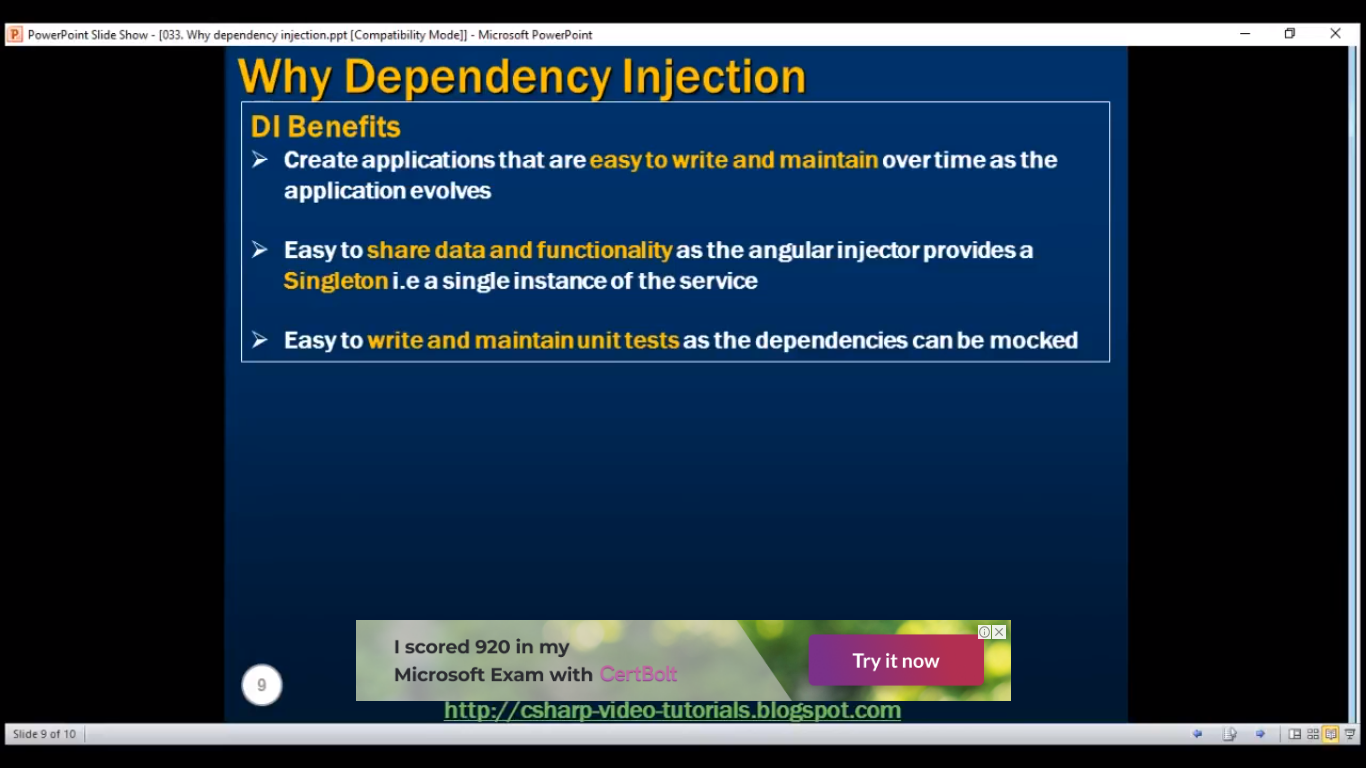 PowerPoint Slide Show - [033. Why dependency injection.ppt [Compatibility Mode]] - Microsoft PowerPoint
Why Dependency Injection
DI Benefits
Create applications that are easy to write and maintain over time as the
application evolves
Easy to share data and functionality as the angular injector provides a
Singleton i.e a single instance of the service
Easy to write and maintain unit tests as the dependencies can be mocked
I scored 920 in my
Microsoft Exam with CertBolt
Try it now
9
http://csharp-video-tutorials.blogspot.com
Slide 9 of 10